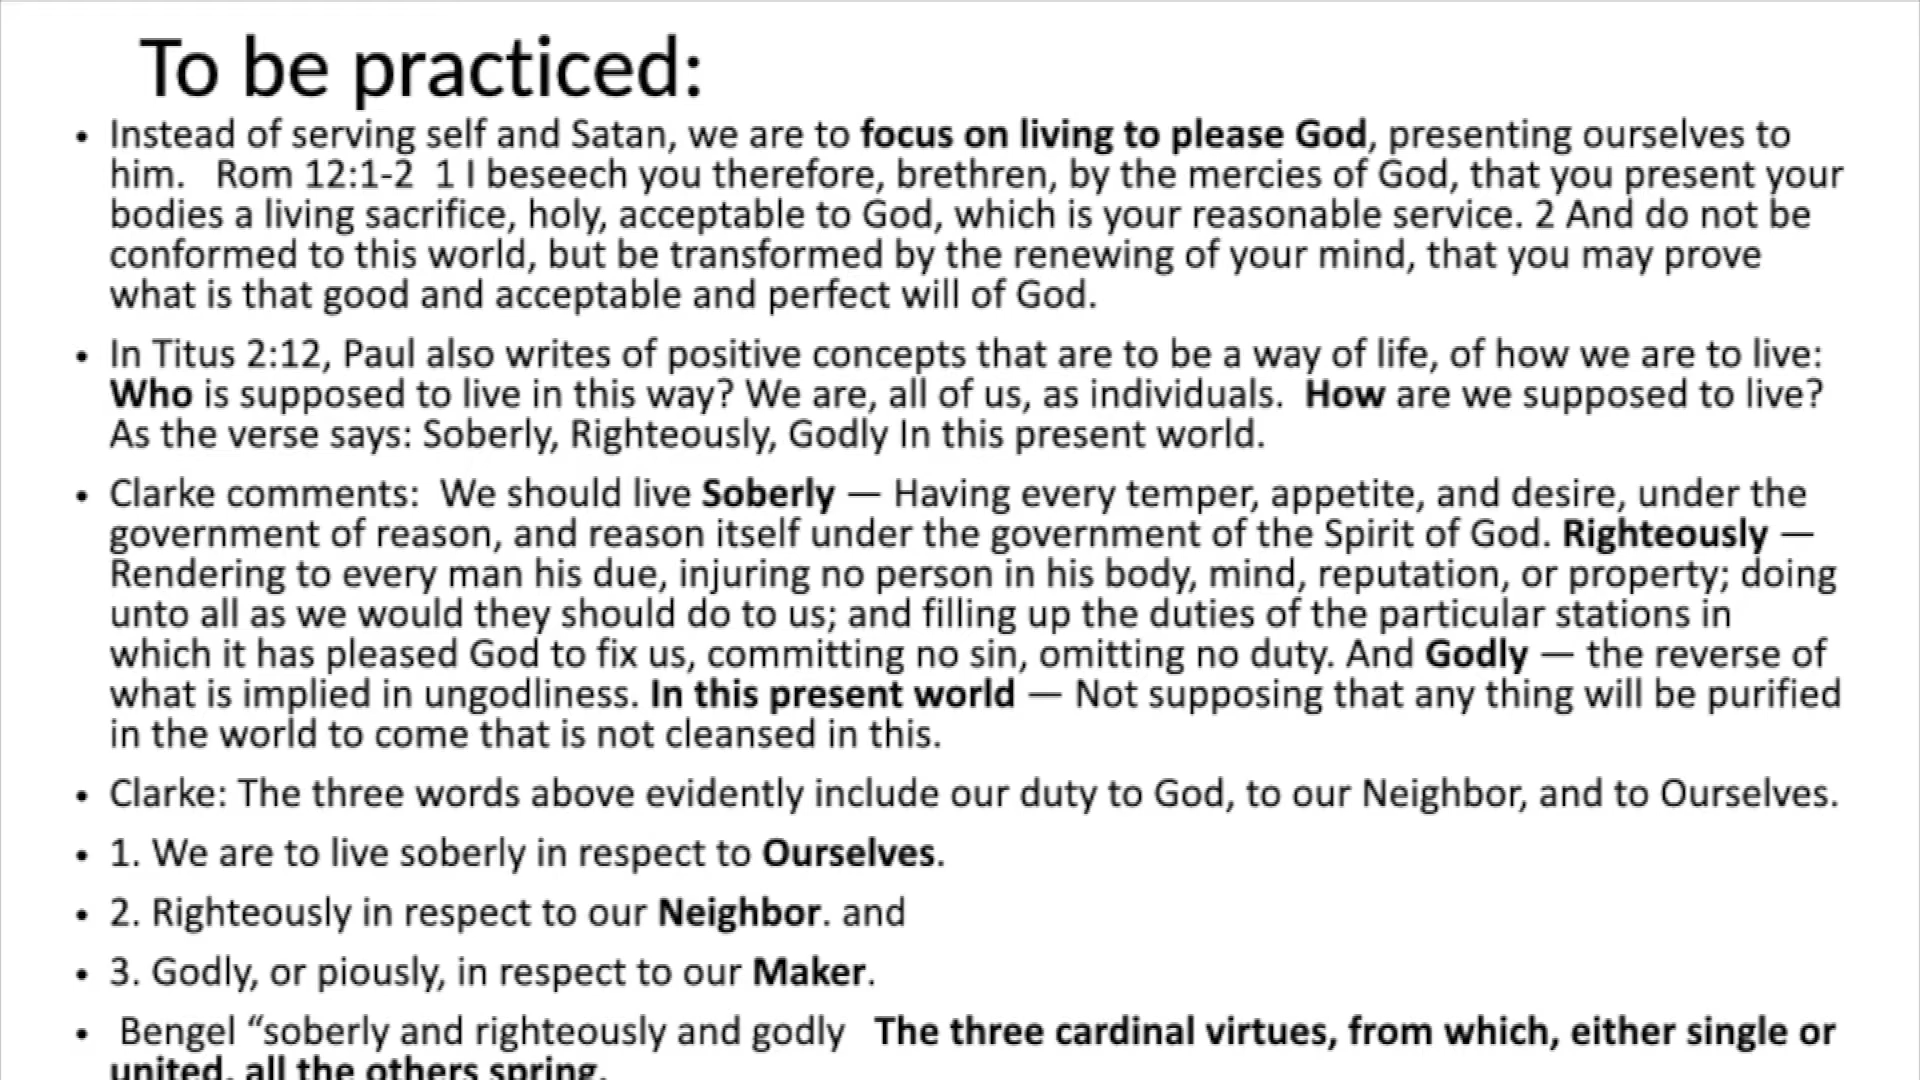 To be practiced:
• Instead of serving self and Satan, we are to focus on living to please God, presenting ourselves to
him.   Rom 12:1-2  1 I beseech you therefore, brethren, by the mercies of God, that you present your
bodies a living sacrifice, holy, acceptable to God, which is your reasonable service. 2 And do not be
conformed to this world, but be transformed by the renewing of your mind, that you may prove
what is that good and acceptable and perfect will of God.
• In Titus 2:12, Paul also writes of positive concepts that are to be a way of life, of how we are to live:
Who is supposed to live in this way? We are, all of us, as individuals.  How are we supposed to live?
As the verse says: Soberly, Righteously, Godly In this present world.
• Clarke comments:  We should live Soberly — Having every temper, appetite, and desire, under the
government of reason, and reason itself under the government of the Spirit of God. Righteously —
Rendering to every man his due, injuring no person in his body, mind, reputation, or property; doing
unto all as we would they should do to us; and filling up the duties of the particular stations in
which it has pleased God to fix us, committing no sin, omitting no duty. And Godly — the reverse of
what is implied in ungodliness. In this present world — Not supposing that any thing will be purified
in the world to come that is not cleansed in this.
• Clarke: The three words above evidently include our duty to God, to our Neighbor, and to Ourselves.
• 1. We are to live soberly in respect to Ourselves.
• 2. Righteously in respect to our Neighbor. and
• 3. Godly, or piously, in respect to our Maker.
• Bengel “soberly and righteously and godly   The three cardinal virtues, from which, either single or
united, all the others spring.